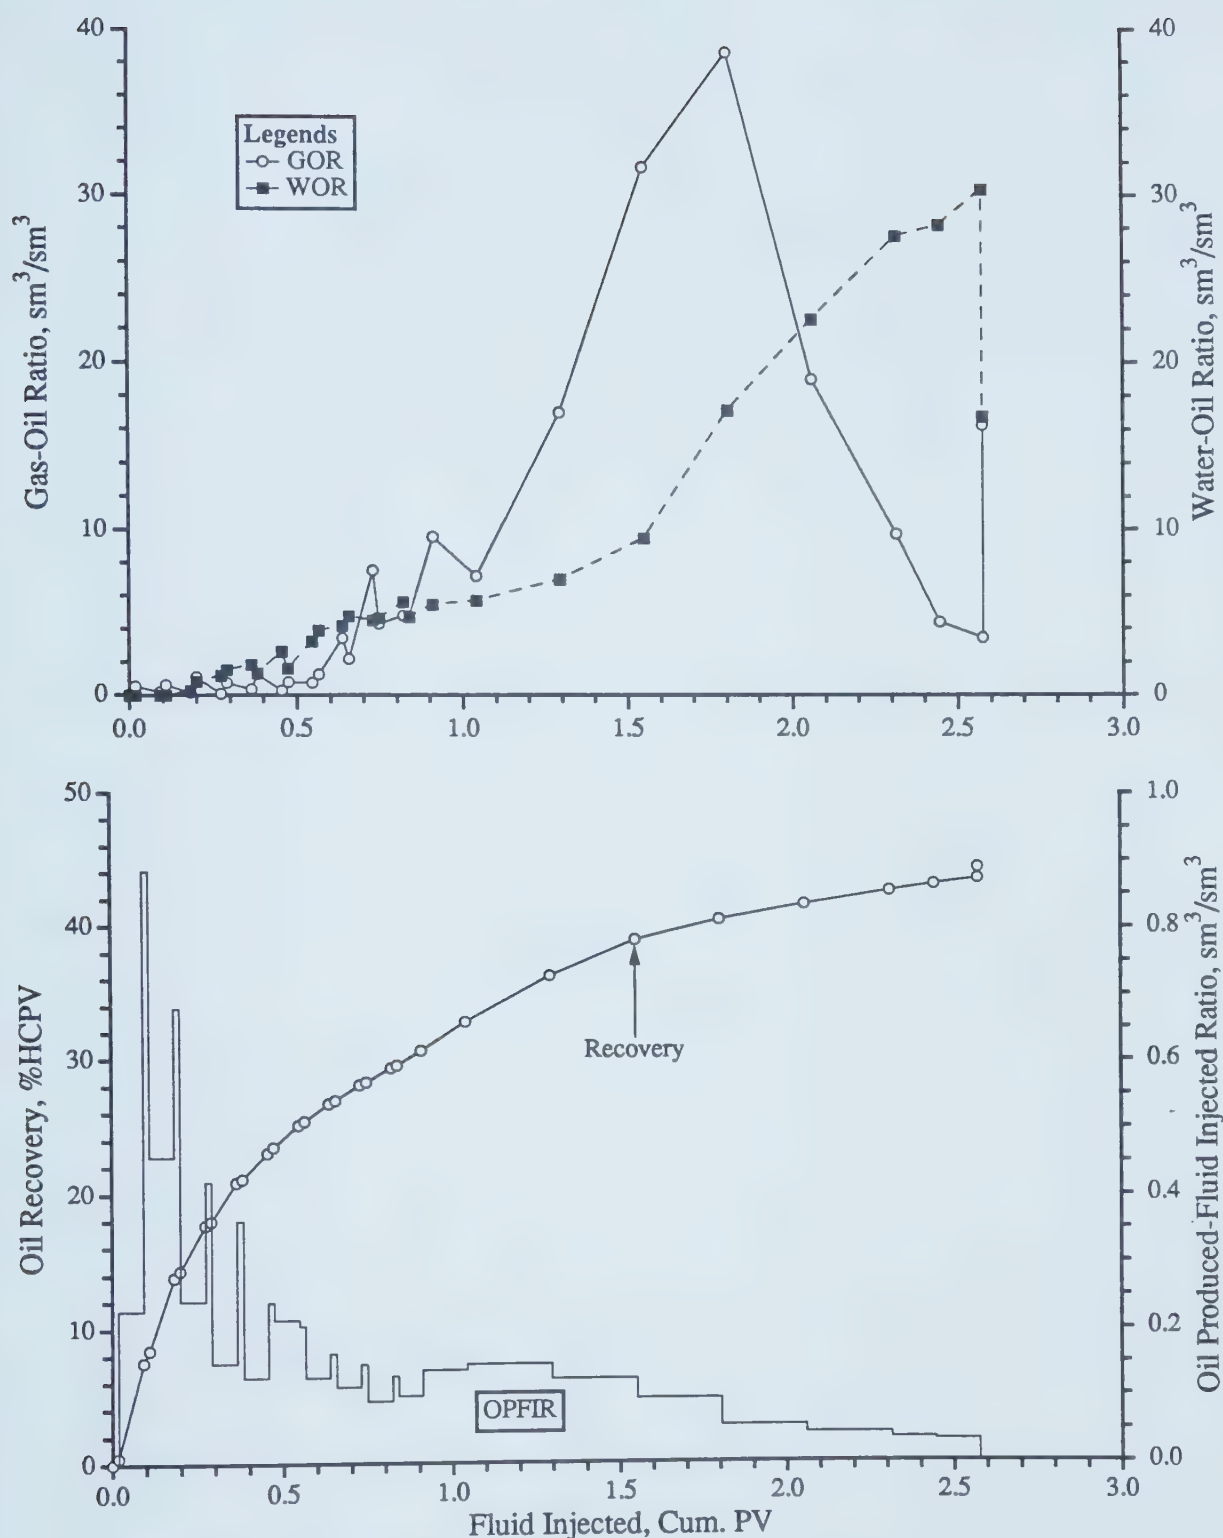 40
30
20
10
0
Gas-Oil Ratio, sm³/sm³
Legends
GOR
WOR
40
30
20
10
0
Water-Oil Ratio, sm³/sm³
0.0 0.5 1.0 1.5 2.0 2.5 3.0
50
40
30
20
10
0
Oil Recovery, %HCPV
Recovery
OPFIR
1.0
0.8
0.6
0.4
0.2
0.0
Oil Produced-Fluid Injected Ratio, sm³/sm³
0.0 0.5 1.0 1.5 2.0 2.5 3.0
Fluid Injected, Cum. PV